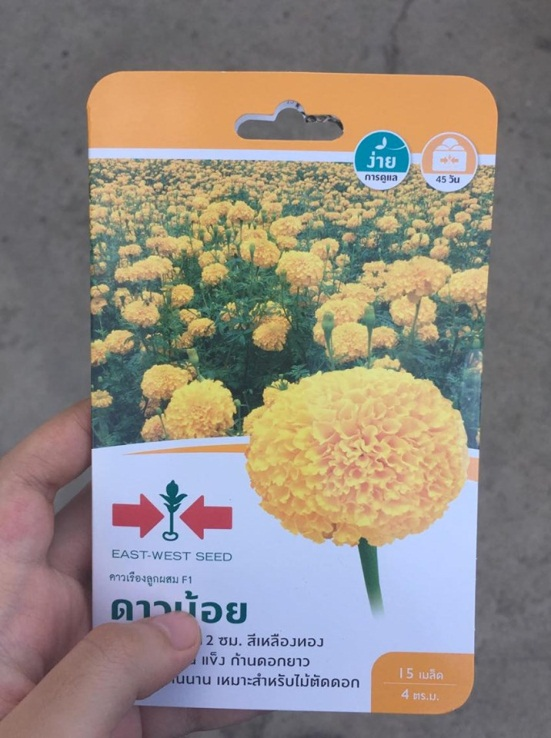 ง่าย
การดูแล
45 วัน
EAST-WEST SEED
ดาวเรืองลูกผสม F1
ดาวน้อย
12 ซม. สีเหลืองทอง
แข็ง ก้านดอกยาว
นาน เหมาะสำหรับไม้ตัดดอก
15 เมล็ด
4 ตร.ม.